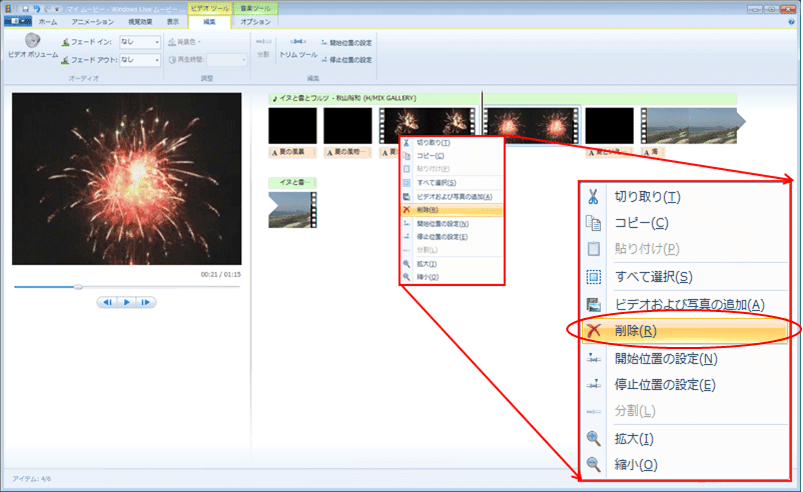 マイ ムービー - Windows Live ムービー ...
ビデオ ツール
音楽ツール
ホーム
アニメーション
視覚効果
表示
編集
オプション
ビデオ ボリューム
フェード イン:
なし
フェード アウト:
なし
オーディオ
背景色
再生時間:
調整
分割
トリム ツール
開始位置の設定
停止位置の設定
編集
イヌと雲とワルツ - 秋山裕和 (H/MIX GALLERY)
A 夏の風景
A 夏の風物...
A 海
イヌと雲...
00:21 / 01:15
切り取り(T)
コピー(C)
貼り付け(P)
すべて選択(S)
ビデオおよび写真の追加(A)
削除(R)
開始位置の設定(N)
停止位置の設定(E)
分割(L)
拡大(I)
縮小(O)
切り取り(T)
コピー(C)
貼り付け(P)
すべて選択(S)
ビデオおよび写真の追加(A)
削除(R)
開始位置の設定(N)
停止位置の設定(E)
分割(L)
拡大(I)
縮小(O)
アイテム: 4/6